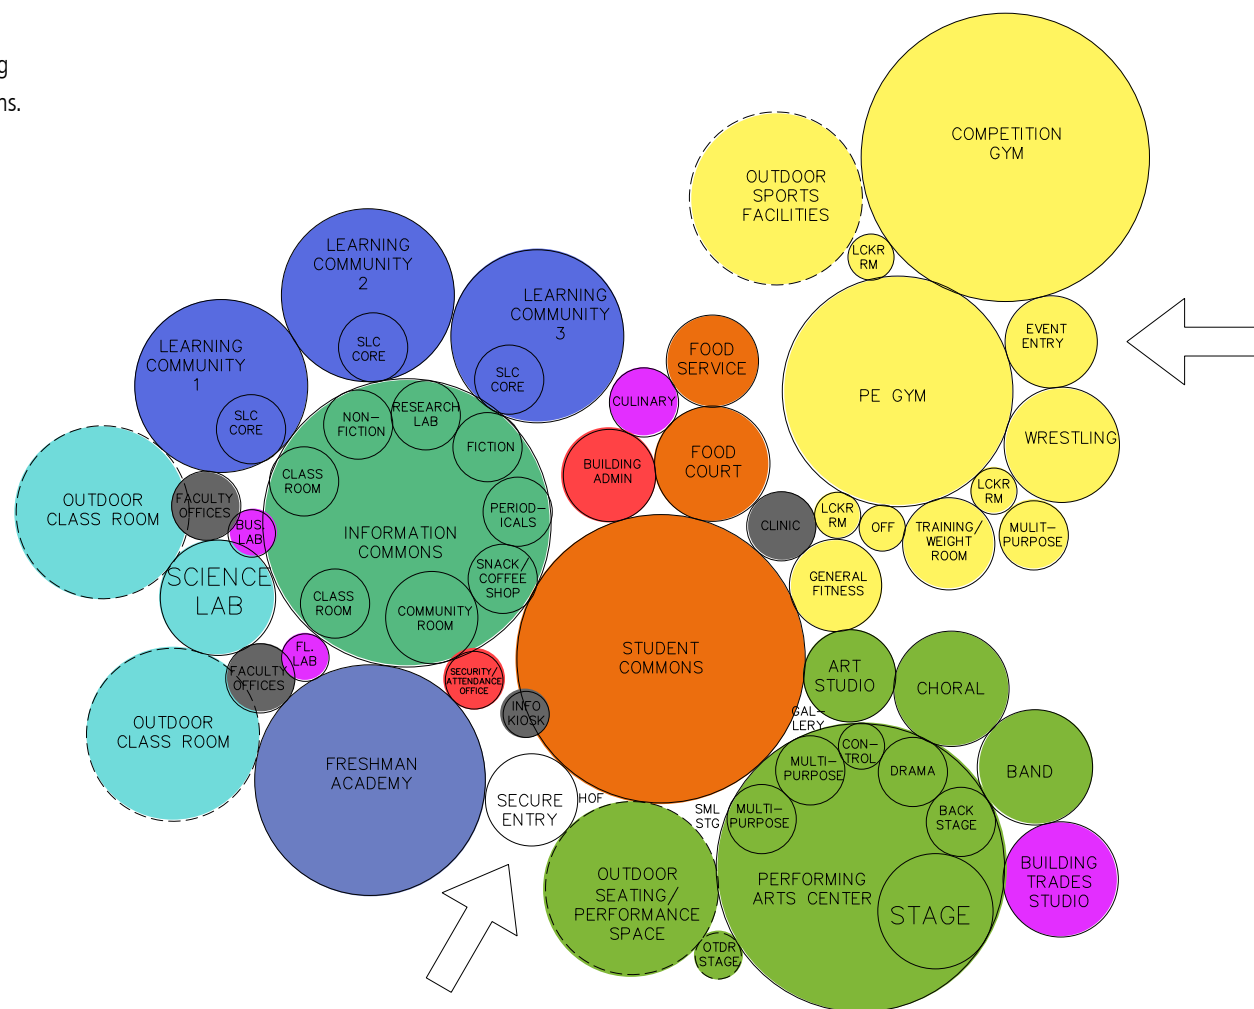 g
ns.
COMPETITION
GYM
OUTDOOR
SPORTS
FACILITIES
LCKR
RM
LEARNING
COMMUNITY
2
SLC
CORE
LEARNING
COMMUNITY
3
SLC
CORE
LEARNING
COMMUNITY
1
SLC
CORE
FOOD
SERVICE
EVENT
ENTRY
PE GYM
CULINARY
WRESTLING
NON-
FICTION
RESEARCH
LAB
FICTION
CLASS
ROOM
PERIOD-
ICALS
INFORMATION
COMMONS
SNACK/
COFFEE
SHOP
CLASS
ROOM
COMMUNITY
ROOM
BUILDING
ADMIN
FOOD
COURT
OUTDOOR
CLASS ROOM
FACULTY
OFFICES
BUS.
LAB
SCIENCE
LAB
CLINIC
LCKR
RM
OFF
TRAINING/
WEIGHT
ROOM
LCKR
RM
MULIT-
PURPOSE
GENERAL
FITNESS
STUDENT
COMMONS
FL.
LAB
FACULTY
OFFICES
SECURITY/
ATTENDANCE
OFFICE
INFO
KIOSK
ART
STUDIO
CHORAL
OUTDOOR
CLASS ROOM
FRESHMAN
ACADEMY
GAL-
LERY
CON-
TROL
MULTI-
PURPOSE
DRAMA
BAND
SECURE
ENTRY
HOF
SML
STG
MULTI-
PURPOSE
BACK
STAGE
OUTDOOR
SEATING/
PERFORMANCE
SPACE
PERFORMING
ARTS CENTER
STAGE
BUILDING
TRADES
STUDIO
OTDR
STAGE